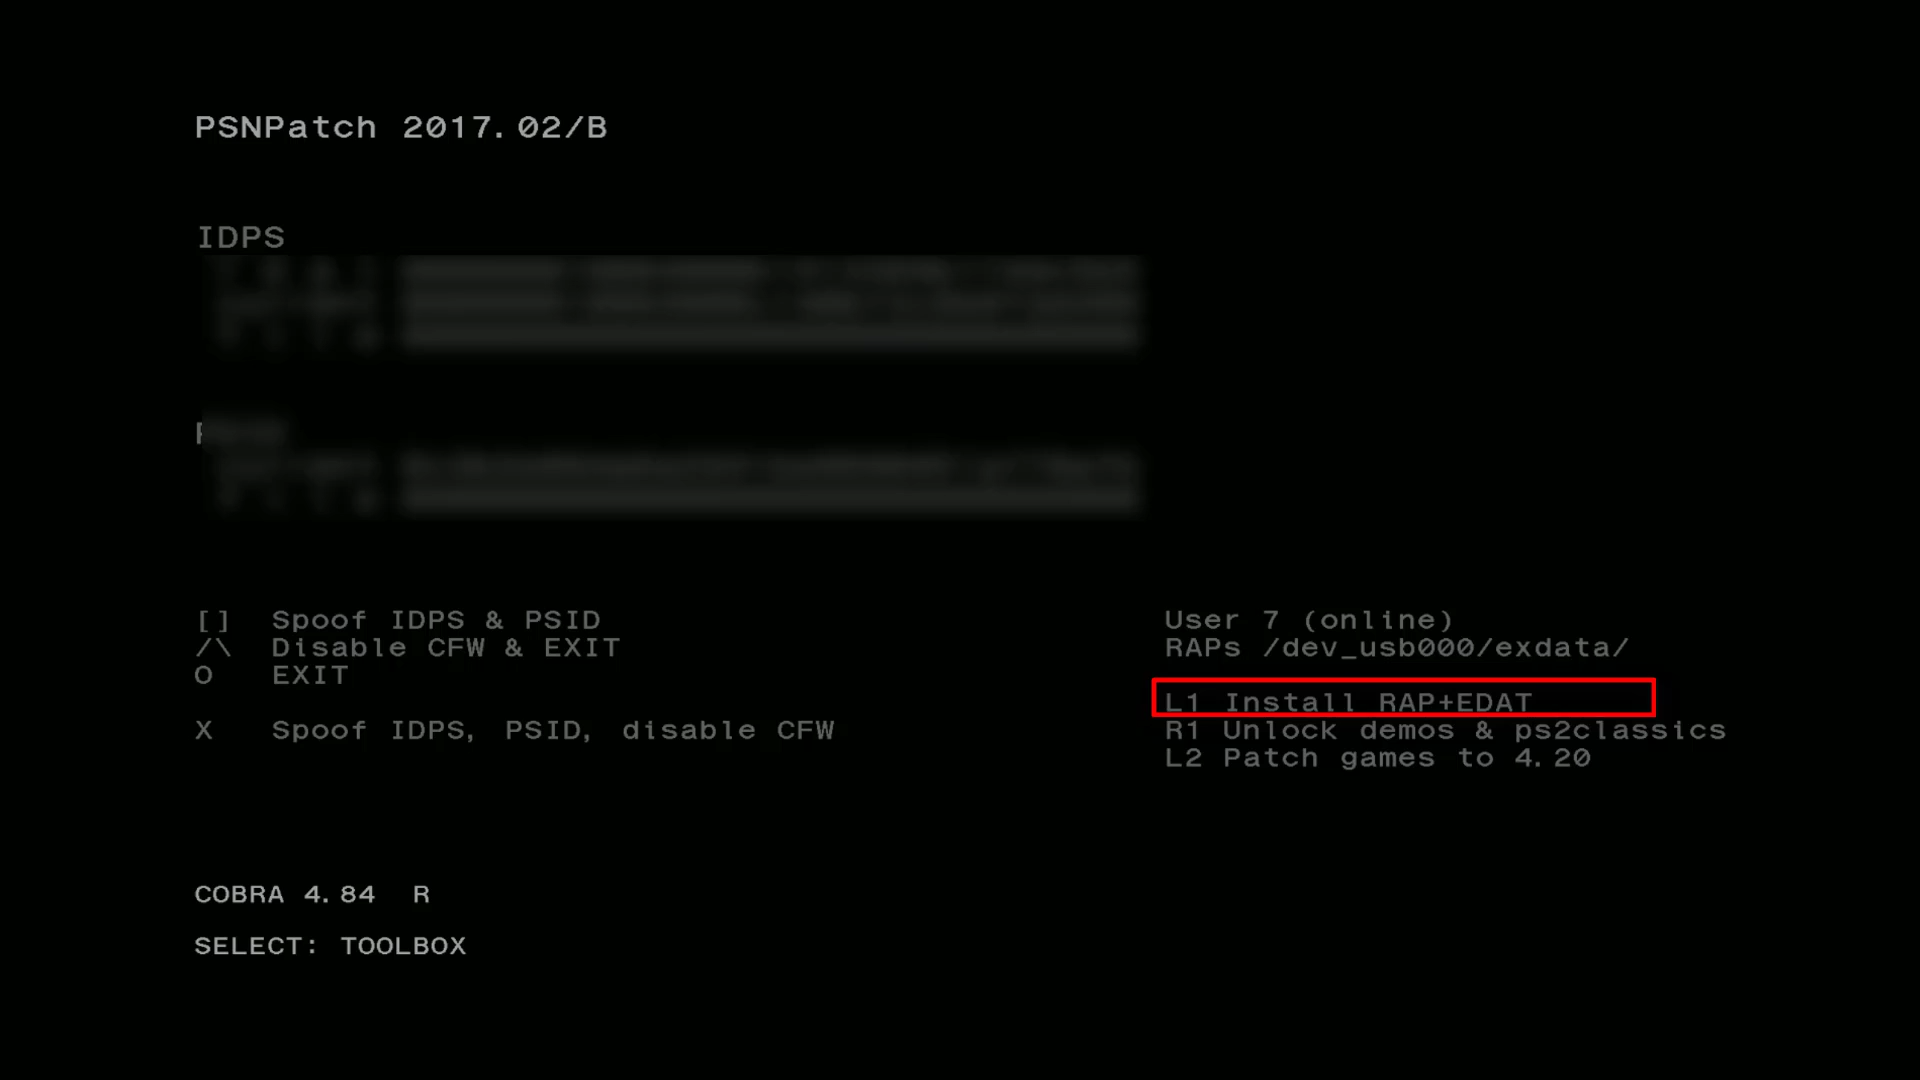 PSNPatch 2017.02/B
IDPS
[] Spoof IDPS & PSID
/\ Disable CFW & EXIT
O EXIT
X Spoof IDPS, PSID, disable CFW
User 7 (online)
RAPs /dev_usb000/exdata/
L1 Install RAP+EDAT
R1 Unlock demos & ps2classics
L2 Patch games to 4.20
COBRA 4.84 R
SELECT: TOOLBOX